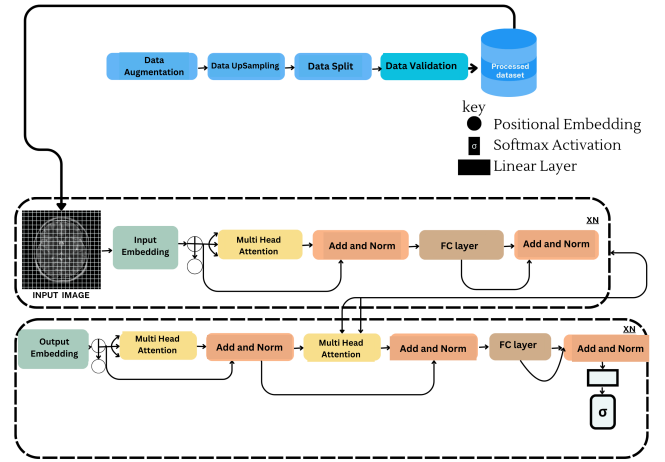 Data
Augmentation
Data UpSampling
Data Split
Data Validation
Processed
dataset
key
Positional Embedding
σ
Softmax Activation
Linear Layer
XN
Input
Embedding
Multi Head
Attention
Add and Norm
FC layer
Add and Norm
INPUT IMAGE
XN
Output
Embedding
Multi Head
Attention
Add and Norm
Multi Head
Attention
Add and Norm
FC layer
Add and Norm
σ